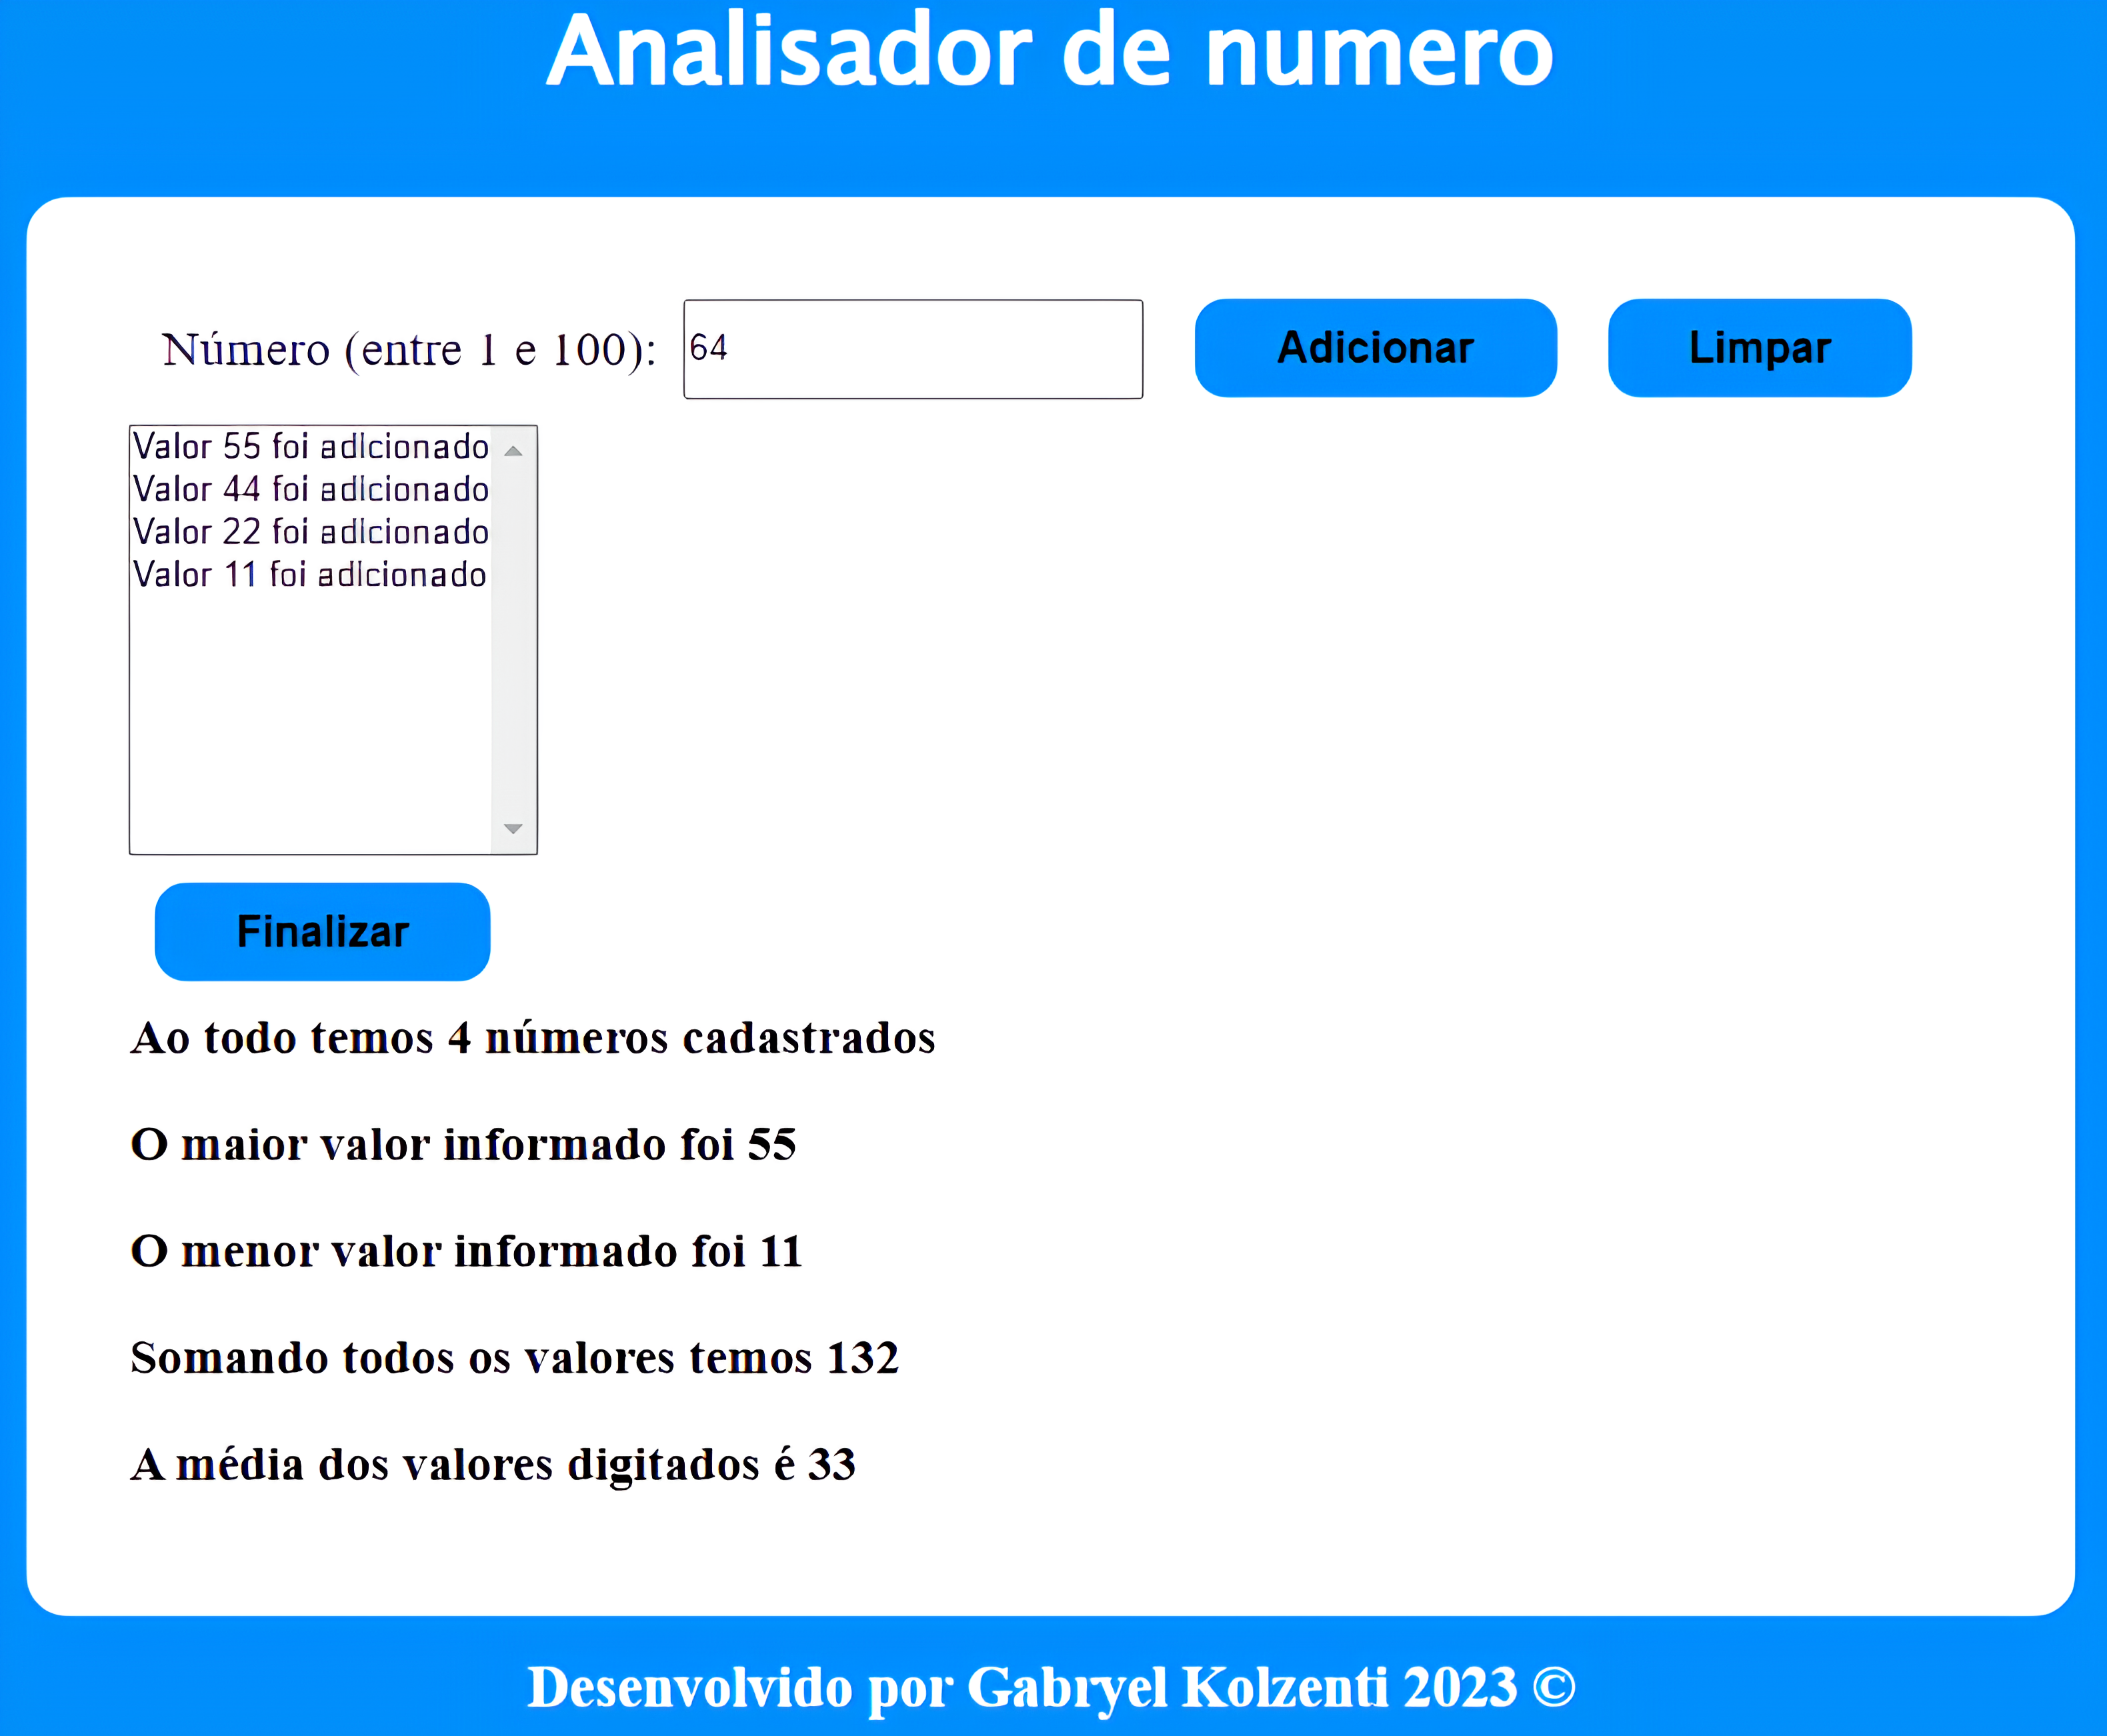 Analisador de numero
Número (entre 1 e 100): 64 Adicionar Limpar
Valor 55 foi adicionado
Valor 44 foi adicionado
Valor 22 foi adicionado
Valor 11 foi adicionado
Finalizar
Ao todo temos 4 números cadastrados
O maior valor informado foi 55
O menor valor informado foi 11
Somando todos os valores temos 132
A média dos valores digitados é 33
Desenvolvido por Gabryel Kolzenti 2023 ©